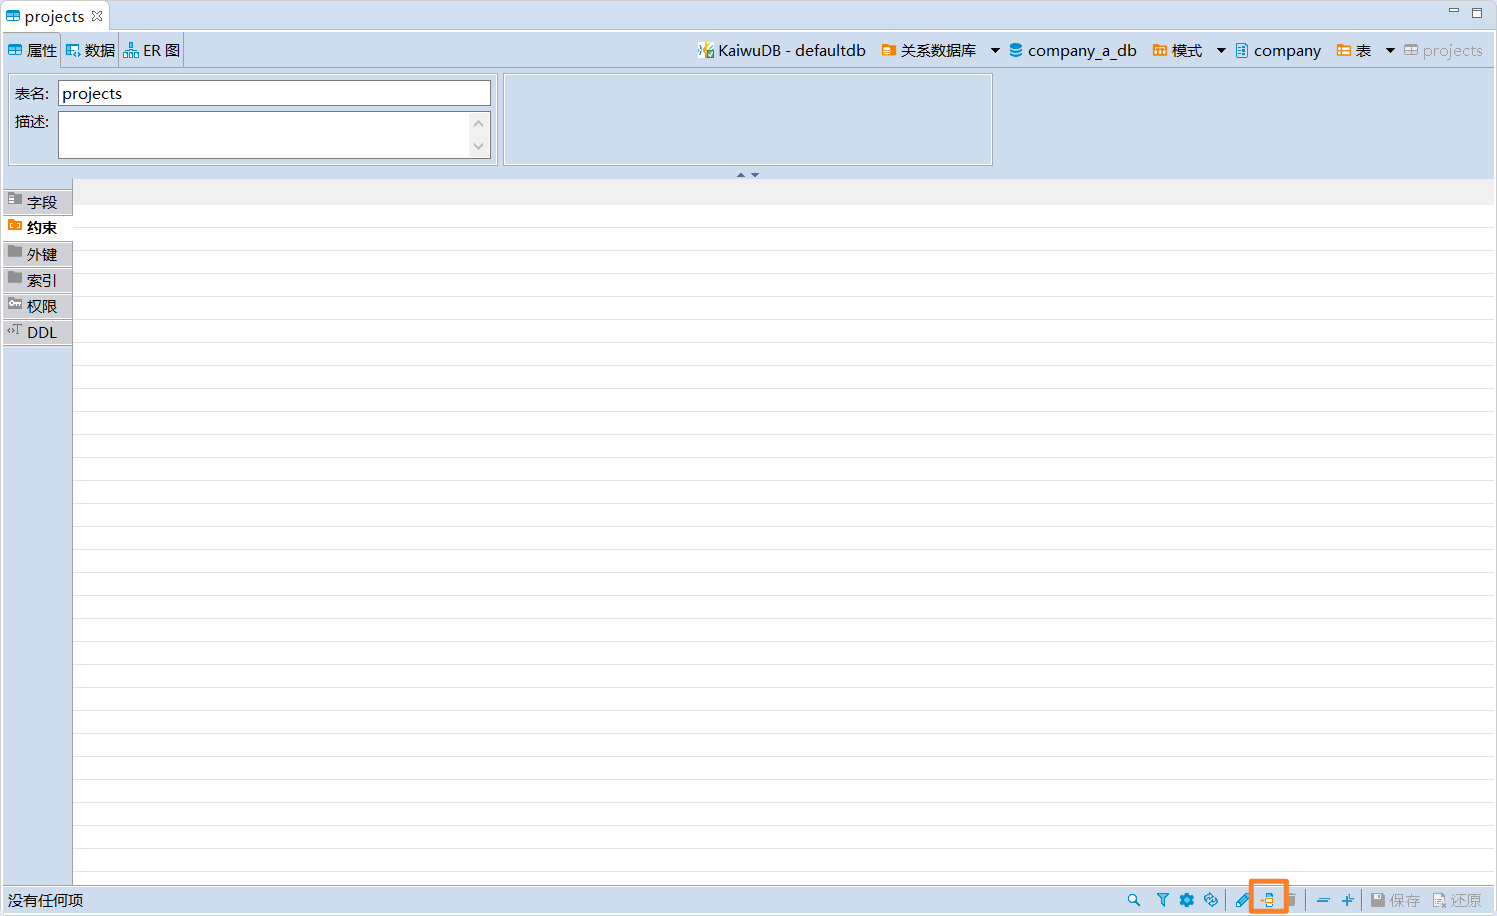 projects
属性 数据 ER 图 KaiwuDB - defaultdb 关系数据库 company_a_db 模式 company 表 projects
表名: projects
描述:
字段
约束
外键
索引
权限
DDL
没有任何项 保存 还原